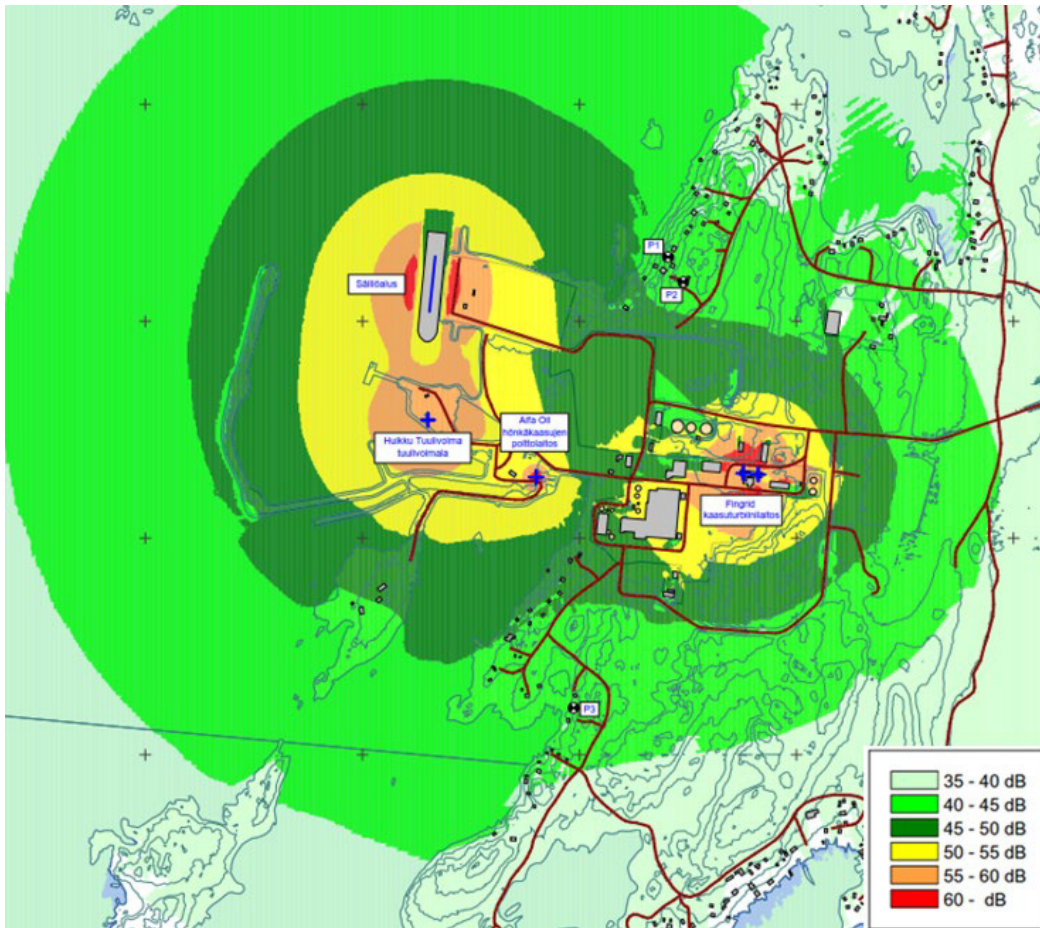 P1
P2
Säiliöalus
Alfa Oil
hönkäkaasujen
polttolaitos
Hulkku Tuulivoima
tuulivoimala
Fingrid
kaasuturbiinilaitos
P3
35 - 40 dB
40 - 45 dB
45 - 50 dB
50 - 55 dB
55 - 60 dB
60 - dB